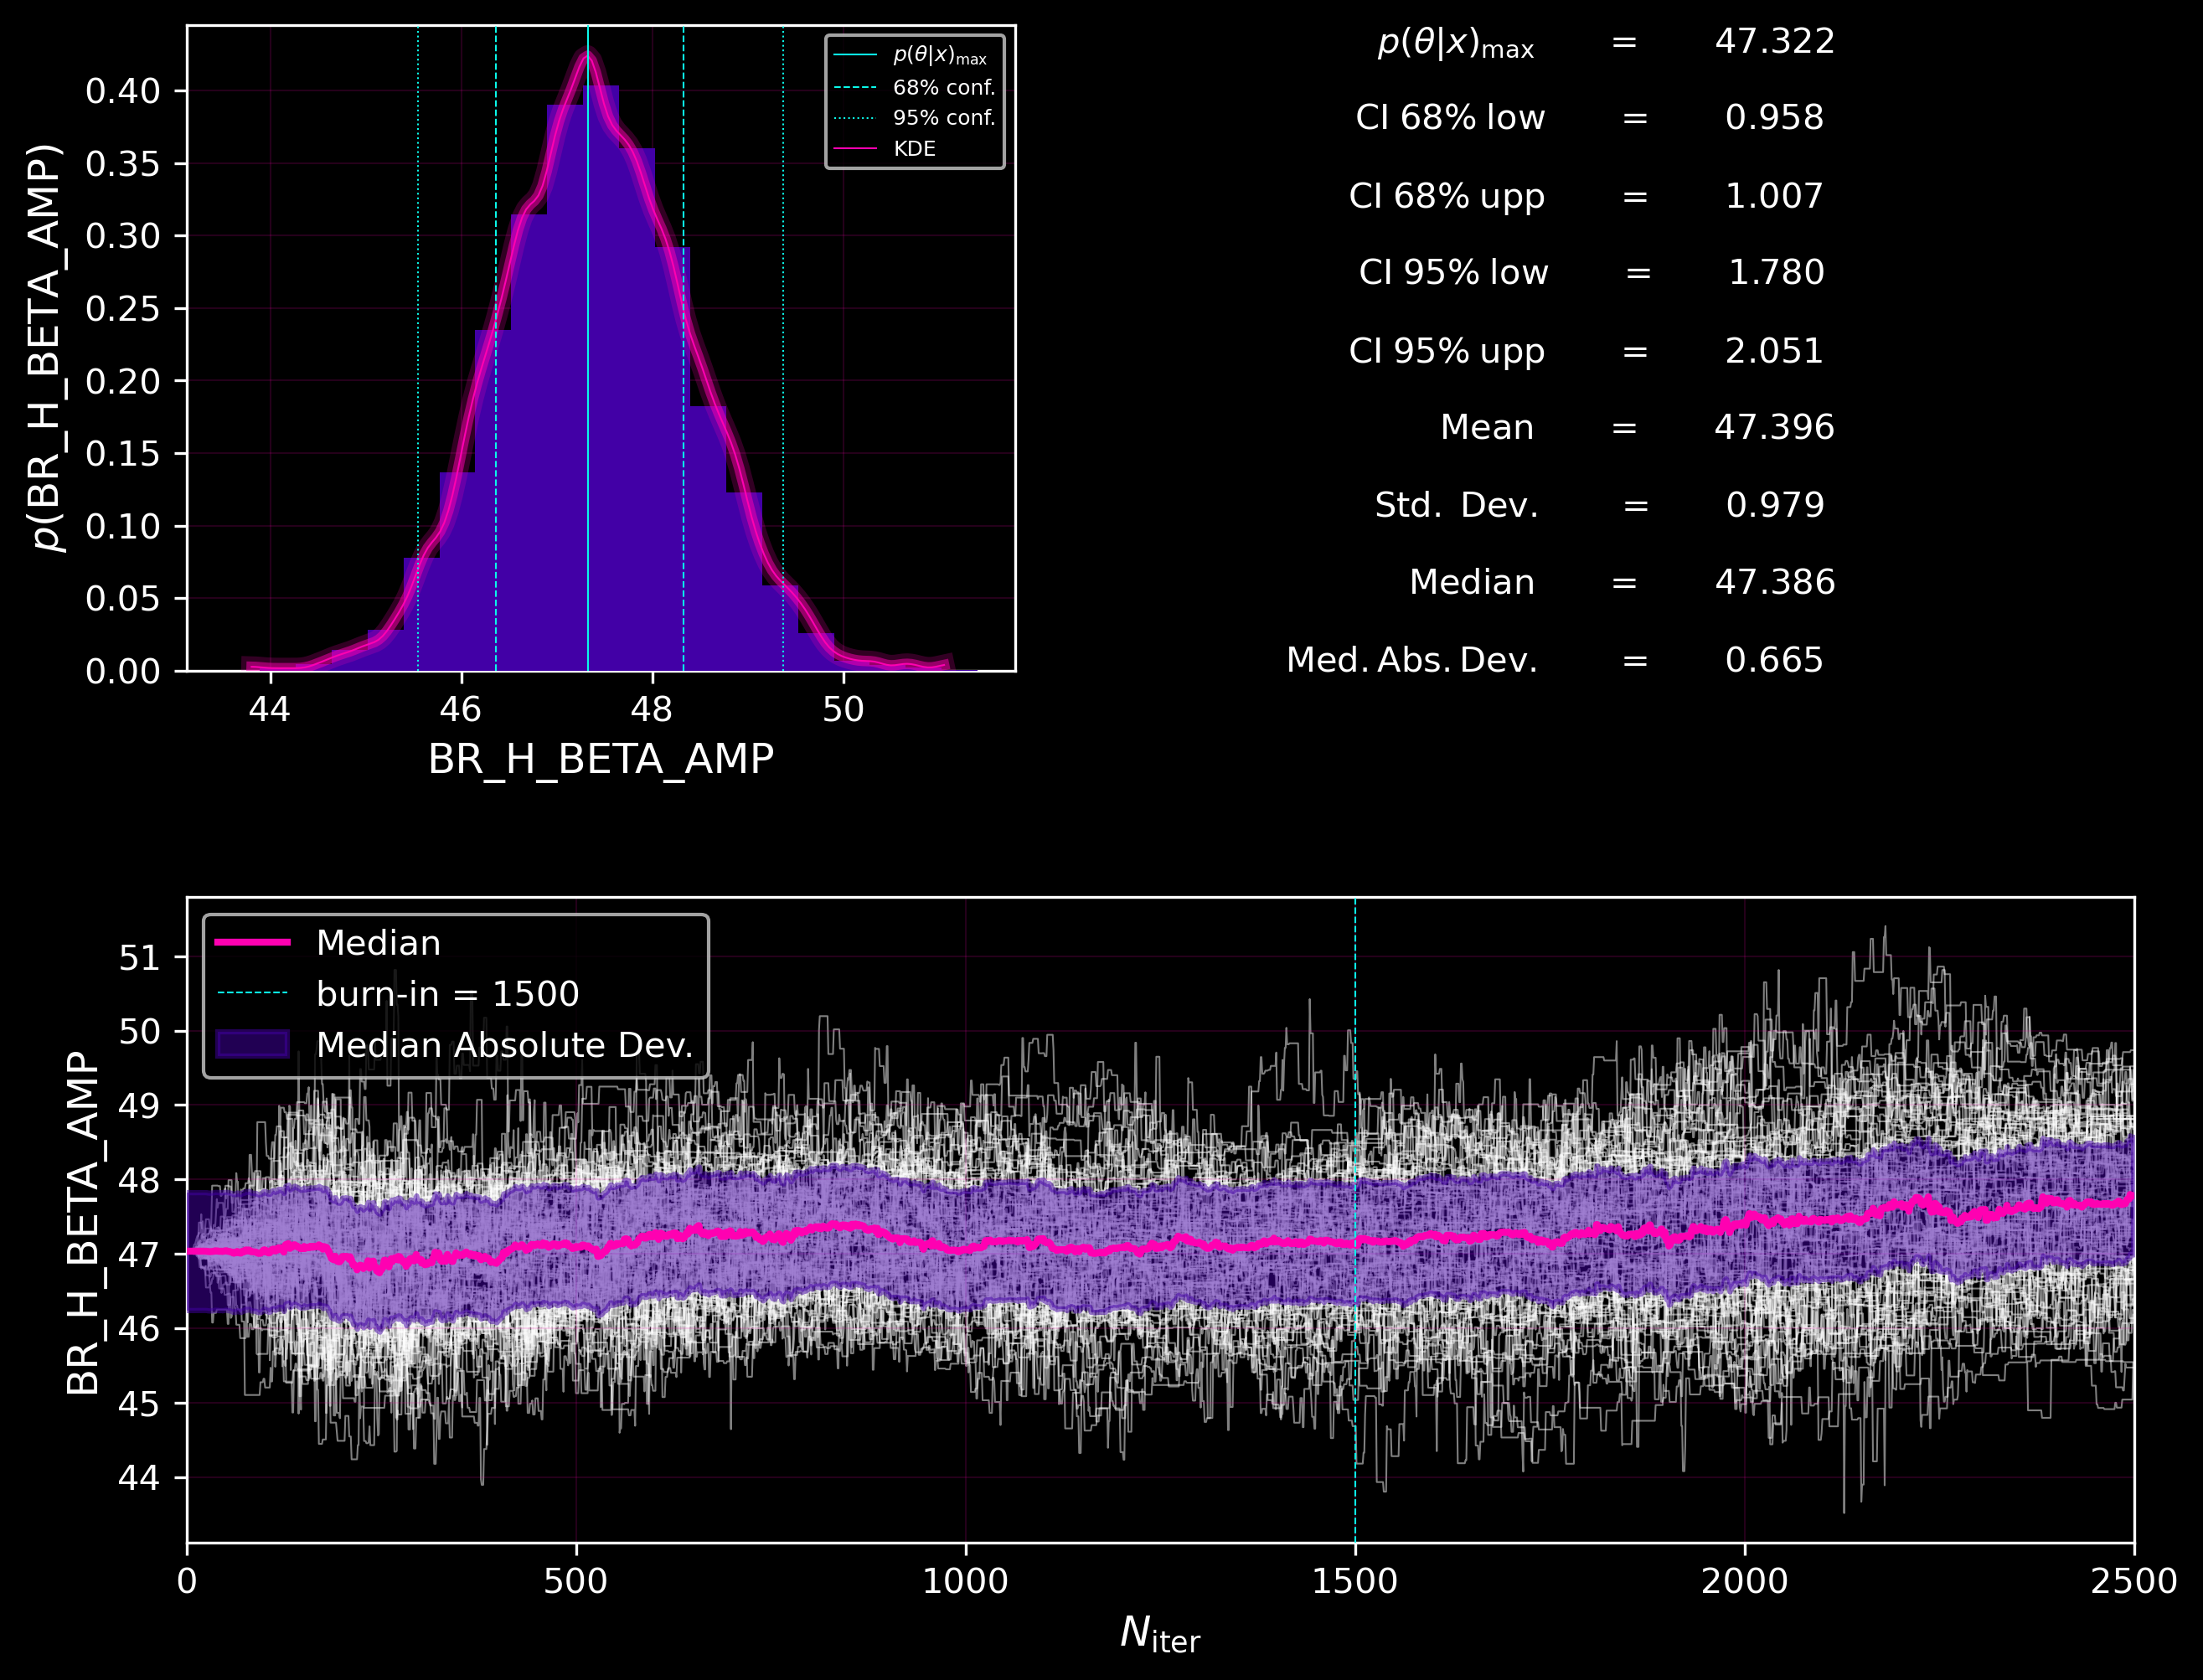 p(BR_H_BETA_AMP)
0.40
0.35
0.30
0.25
0.20
0.15
0.10
0.05
0.00
44 46 48 50
BR_H_BETA_AMP
p(θ|x)max
68% conf.
95% conf.
KDE
p(θ|x)max = 47.322
CI 68% low = 0.958
CI 68% upp = 1.007
CI 95% low = 1.780
CI 95% upp = 2.051
Mean = 47.396
Std. Dev. = 0.979
Median = 47.386
Med. Abs. Dev. = 0.665
BR_H_BETA_AMP
51
50
49
48
47
46
45
44
Median
burn-in = 1500
Median Absolute Dev.
0 500 1000 1500 2000 2500
Niter